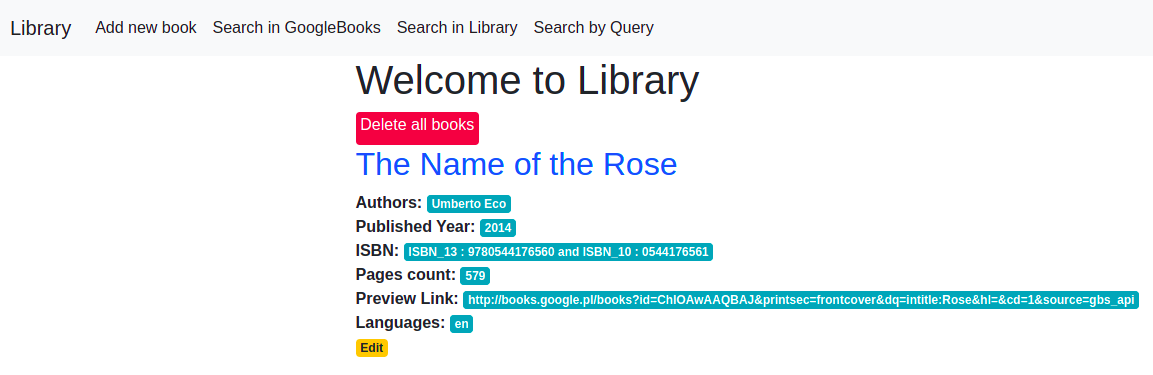 Library Add new book Search in GoogleBooks Search in Library Search by Query
Welcome to Library
Delete all books
The Name of the Rose
Authors: Umberto Eco
Published Year: 2014
ISBN: ISBN_13 : 9780544176560 and ISBN_10 : 0544176561
Pages count: 579
Preview Link: http://books.google.pl/books?id=ChIOAwAAQBAJ&printsec=frontcover&dq=intitle:Rose&hl=&cd=1&source=gbs_api
Languages: en
Edit